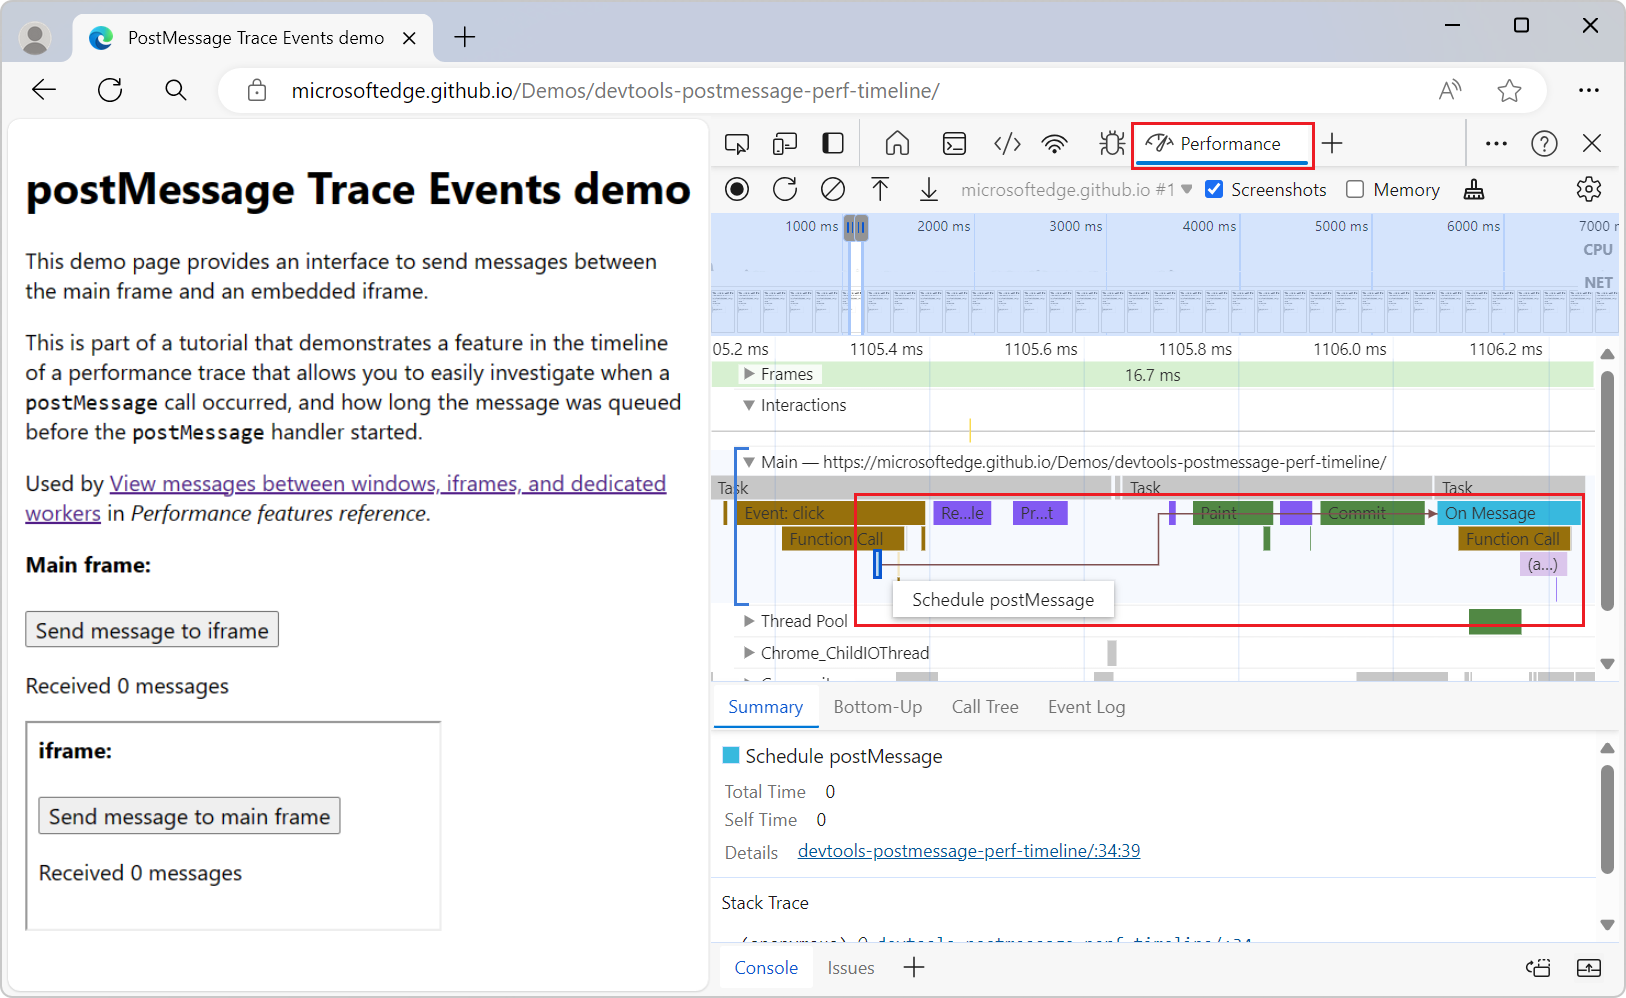 PostMessage Trace Events demo
microsoftedge.github.io/Demos/devtools-postmessage-perf-timeline/
postMessage Trace Events demo
This demo page provides an interface to send messages between
the main frame and an embedded iframe.
This is part of a tutorial that demonstrates a feature in the timeline
of a performance trace that allows you to easily investigate when a
postMessage call occurred, and how long the message was queued
before the postMessage handler started.
Used by View messages between windows, iframes, and dedicated
workers in Performance features reference.
Main frame:
Send message to iframe
Received 0 messages
iframe:
Send message to main frame
Received 0 messages
Performance
microsoftedge.github.io #1 Screenshots Memory
1000 ms 2000 ms 3000 ms 4000 ms 5000 ms 6000 ms 7000
CPU
NET
05.2 ms 1105.4 ms 1105.6 ms 1105.8 ms 1106.0 ms 1106.2 ms
Frames 16.7 ms
Interactions
Main — https://microsoftedge.github.io/Demos/devtools-postmessage-perf-timeline/
Task Task Task
Event: click Re...le Pr...t Paint Commit On Message
Function Call Function Call
(a...)
Schedule postMessage
Thread Pool
Chrome_ChildIOThread
Summary Bottom-Up Call Tree Event Log
Schedule postMessage
Total Time 0
Self Time 0
Details devtools-postmessage-perf-timeline/:34:39
Stack Trace
Console Issues